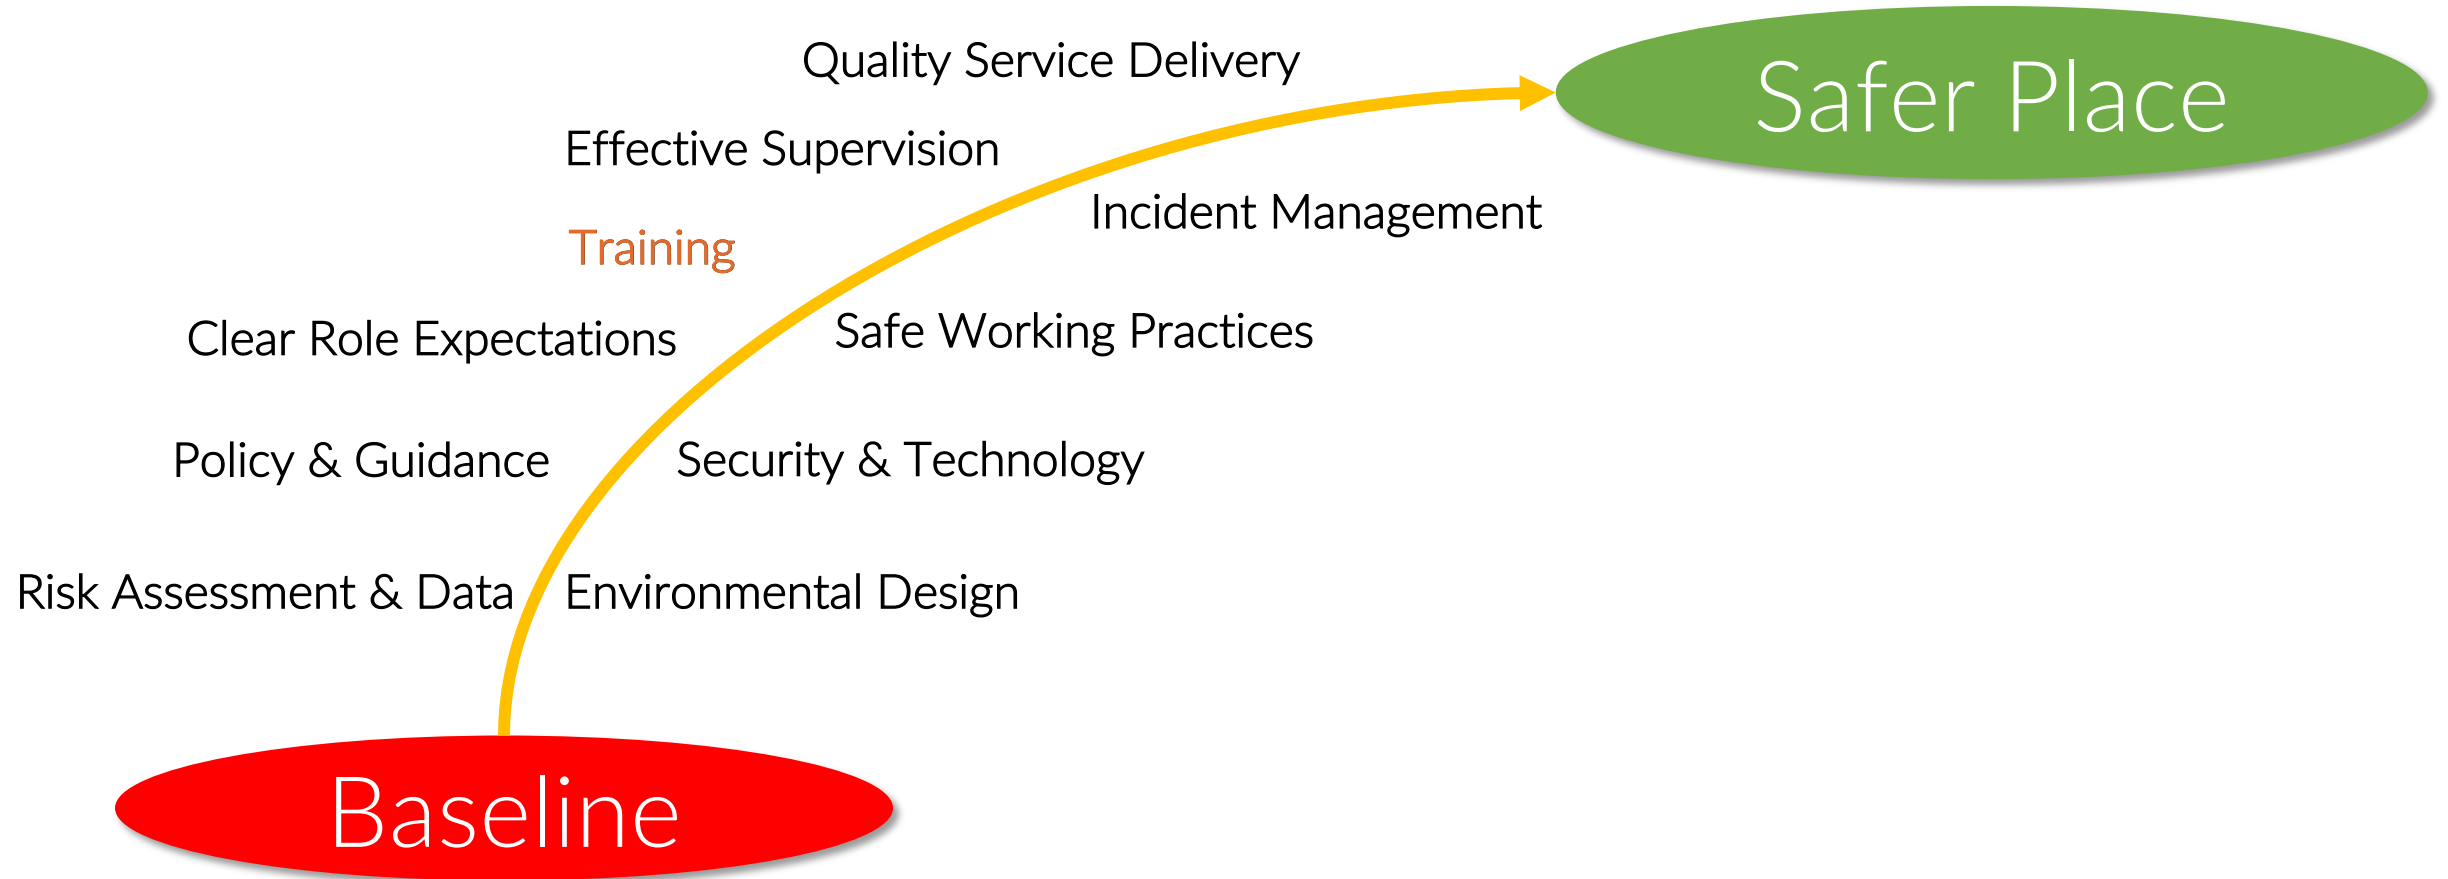 Quality Service Delivery
Safer Place
Effective Supervision
Incident Management
Training
Clear Role Expectations
Safe Working Practices
Policy & Guidance
Security & Technology
Risk Assessment & Data
Environmental Design
Baseline